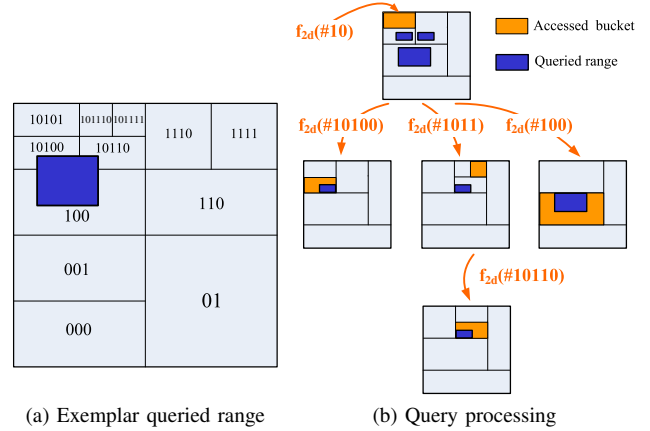 f2d(#10)
Accessed bucket
Queried range
10101
101110
101111
1110
1111
10100
10110
100
110
001
01
000
f2d(#10100)
f2d(#1011)
f2d(#100)
f2d(#10110)
(a) Exemplar queried range
(b) Query processing